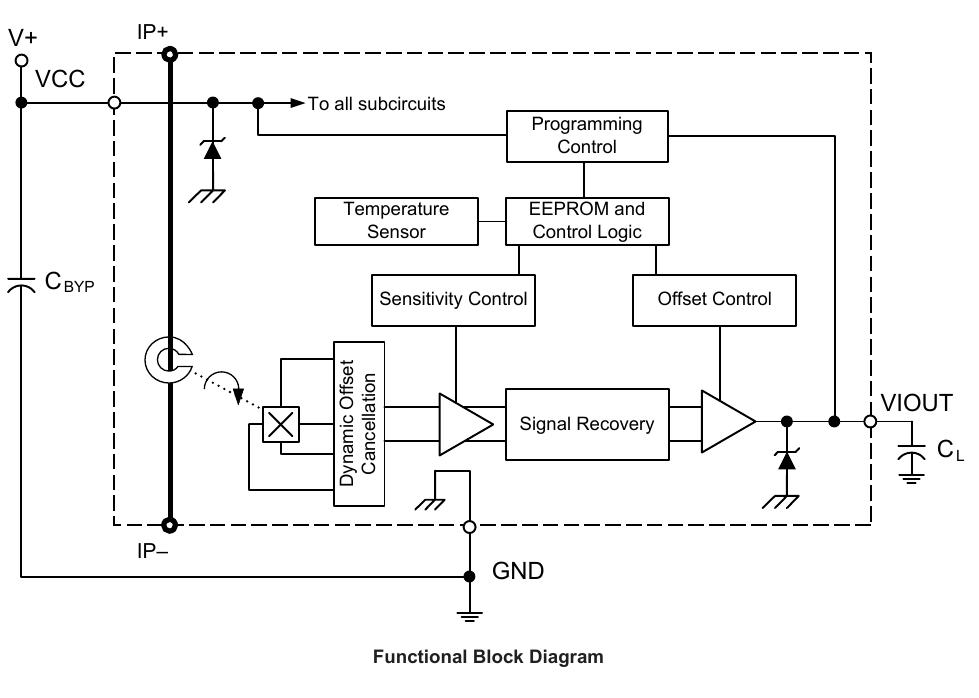 IP+
V+
VCC
To all subcircuits
Programming
Control
Temperature
Sensor
EEPROM and
Control Logic
CBYP
Sensitivity Control
Offset Control
Dynamic Offset
Cancellation
Signal Recovery
VIOUT
CL
IP–
GND
Functional Block Diagram